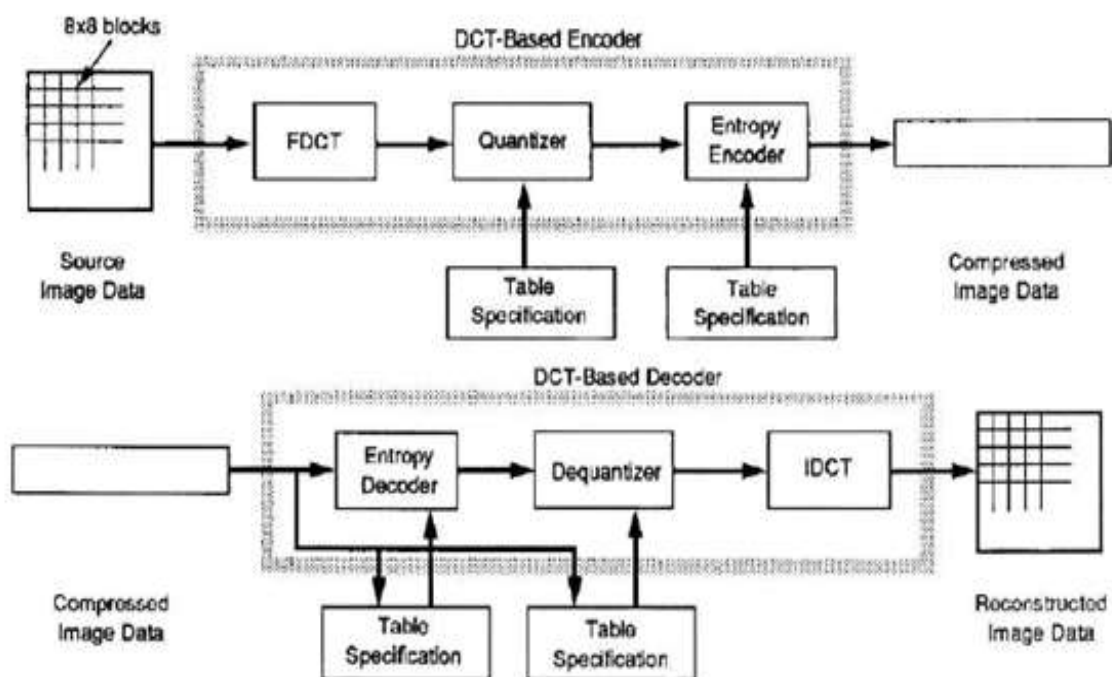 8x8 blocks
DCT-Based Encoder
FDCT
Quantizer
Entropy
Encoder
Source
Image Data
Table
Specification
Table
Specification
Compressed
Image Data
DCT-Based Decoder
Entropy
Decoder
Dequantizer
IDCT
Compressed
Image Data
Table
Specification
Table
Specification
Reconstructed
Image Data